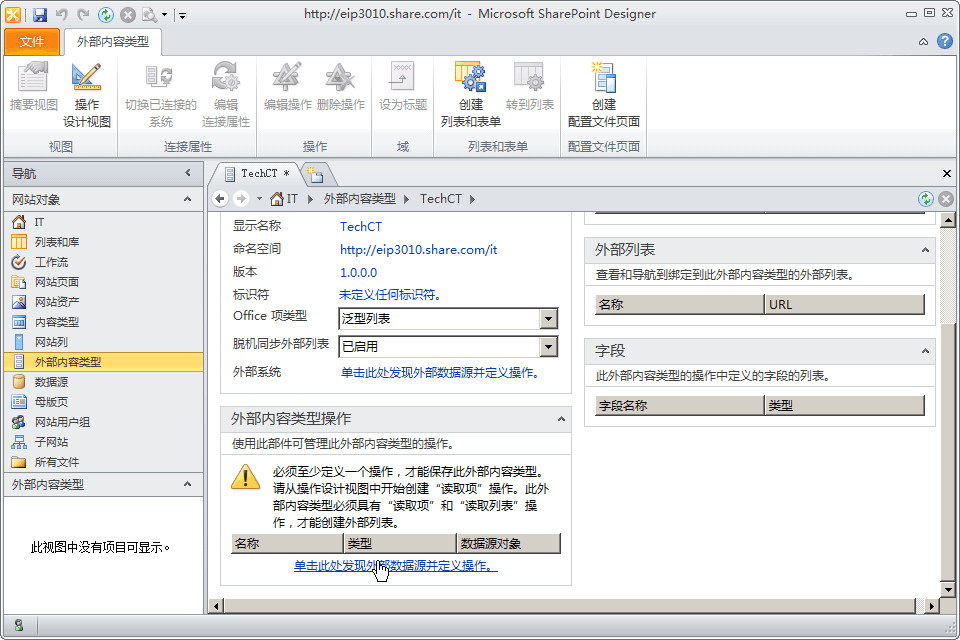 http://eip3010.share.com/it - Microsoft SharePoint Designer
文件
外部内容类型
摘要视图
操作
设计视图
视图
切换已连接的
系统
编辑
连接属性
连接属性
编辑操作
删除操作
操作
设为标题
域
创建
列表和表单
转到列表
列表和表单
创建
配置文件页面
配置文件页面
导航
网站对象
IT
列表和库
工作流
网站页面
网站资产
内容类型
网站列
外部内容类型
数据源
母版页
网站用户组
子网站
所有文件
外部内容类型
此视图中没有项目可显示。
TechCT *
IT
外部内容类型
TechCT
显示名称 TechCT
命名空间 http://eip3010.share.com/it
版本 1.0.0.0
标识符 未定义任何标识符。
Office 项类型 泛型列表
脱机同步外部列表 已启用
外部系统 单击此处发现外部数据源并定义操作。
外部内容类型操作
使用此部件可管理此外部内容类型的操作。
必须至少定义一个操作，才能保存此外部内容类型。
请从操作设计视图中开始创建“读取项”操作。此外
部内容类型必须具有“读取项”和“读取列表”操
作，才能创建外部列表。
名称 类型 数据源对象
单击此处发现外部数据源并定义操作。
外部列表
查看和导航到绑定到此外部内容类型的外部列表。
名称 URL
字段
此外部内容类型的操作中定义的字段的列表。
字段名称 类型